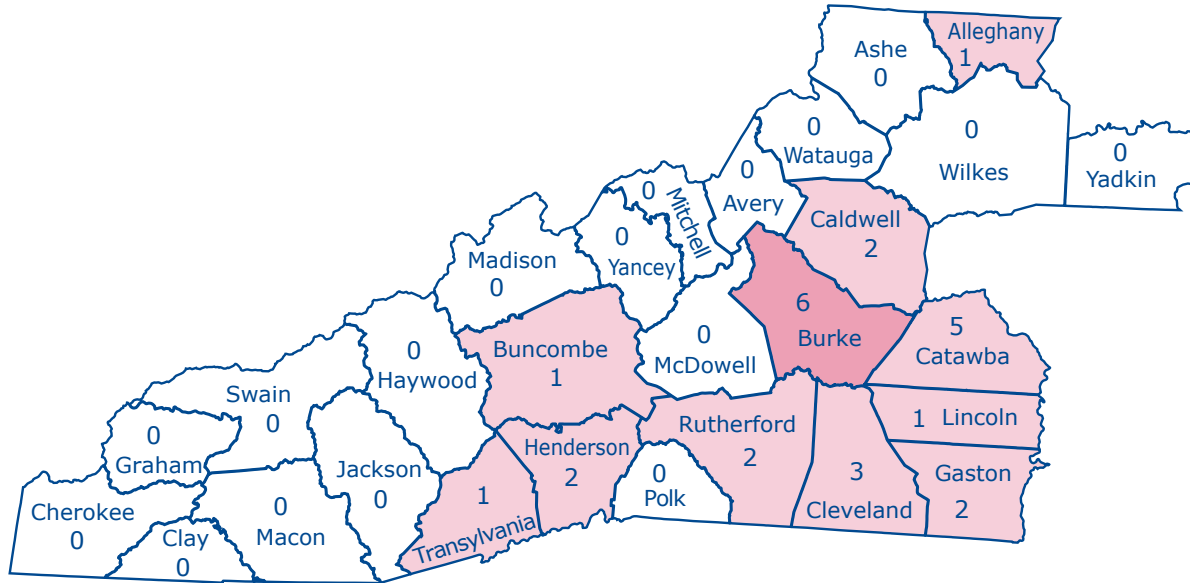 Alleghany
1
Ashe
0
0
Watauga
0
Wilkes
0
Yadkin
0
Mitchell
0
Avery
Caldwell
2
0
Yancey
Madison
0
6
Burke
5
Catawba
0
McDowell
Buncombe
1
0
Haywood
Swain
0
1 Lincoln
Rutherford
2
Henderson
2
0
Graham
Jackson
0
Gaston
2
3
Cleveland
0
Polk
1
Transylvania
Cherokee
0
0
Macon
Clay
0